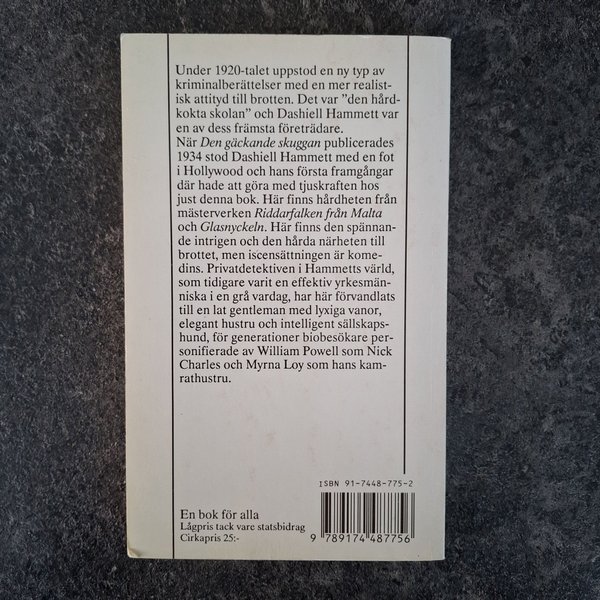 Under 1920-talet uppstod en ny typ av
kriminalberättelser med en mer realist-
isk attityd till brotten. Det var ”den hård-
kokta skolan” och Dashiell Hammett var
en av dess främsta företrädare.
När Den gäckande skuggan publicerades
1934 stod Dashiell Hammett med en fot
i Hollywood och hans första framgångar
där hade att göra med tjuskraften hos
just denna bok. Här finns hårdheten från
mästerverken Riddarfalken från Malta
och Glasnyckeln. Här finns den spännan-
de intrigen och den hårda närheten till
brottet, men iscensättningen är kome-
dins. Privatdetektiven i Hammetts värld,
som tidigare varit en effektiv yrkesmän-
niska i en grå vardag, har här förvandlats
till en lat gentleman med lyxiga vanor,
elegant hustru och intelligent sällskaps-
hund, för generationer biobesökare per-
sonifierade av William Powell som Nick
Charles och Myrna Loy som hans kam-
rathustru.
ISBN 91-7448-775-2
En bok för alla
Lågpris tack vare statsbidrag
Cirkapris 25:-
9 789174 487756